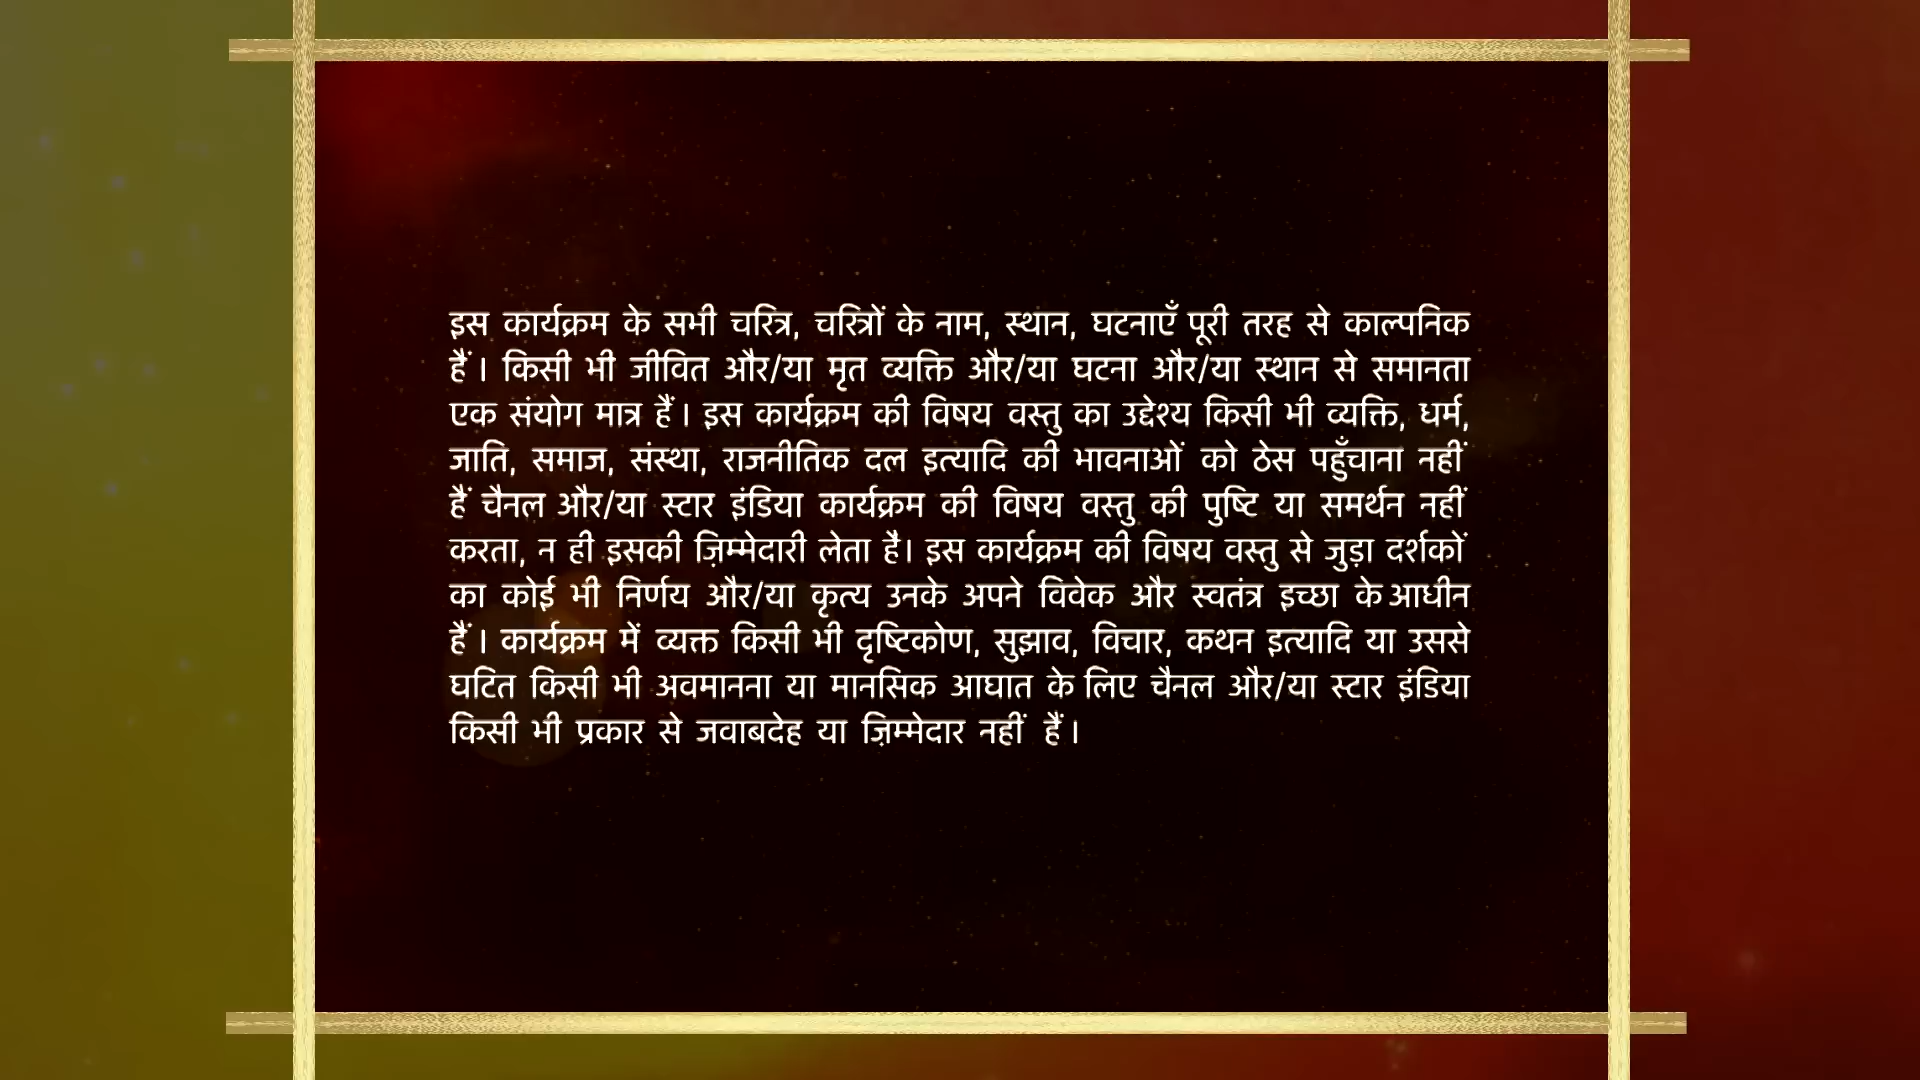 इस कार्यक्रम के सभी चरित्र, चरित्रों के नाम, स्थान, घटनाएँ पूरी तरह से काल्पनिक
हैं । किसी भी जीवित और/या मृत व्यक्ति और/या घटना और/या स्थान से समानता
एक संयोग मात्र हैं । इस कार्यक्रम की विषय वस्तु का उद्देश्य किसी भी व्यक्ति, धर्म,
जाति, समाज, संस्था, राजनीतिक दल इत्यादि की भावनाओं को ठेस पहुँचाना नहीं
हैं चैनल और/या स्टार इंडिया कार्यक्रम की विषय वस्तु की पुष्टि या समर्थन नहीं
करता, न ही इसकी ज़िम्मेदारी लेता है। इस कार्यक्रम की विषय वस्तु से जुड़ा दर्शकों
का कोई भी निर्णय और/या कृत्य उनके अपने विवेक और स्वतंत्र इच्छा के आधीन
हैं । कार्यक्रम में व्यक्त किसी भी दृष्टिकोण, सुझाव, विचार, कथन इत्यादि या उससे
घटित किसी भी अवमानना या मानसिक आघात के लिए चैनल और/या स्टार इंडिया
किसी भी प्रकार से जवाबदेह या ज़िम्मेदार नहीं हैं ।